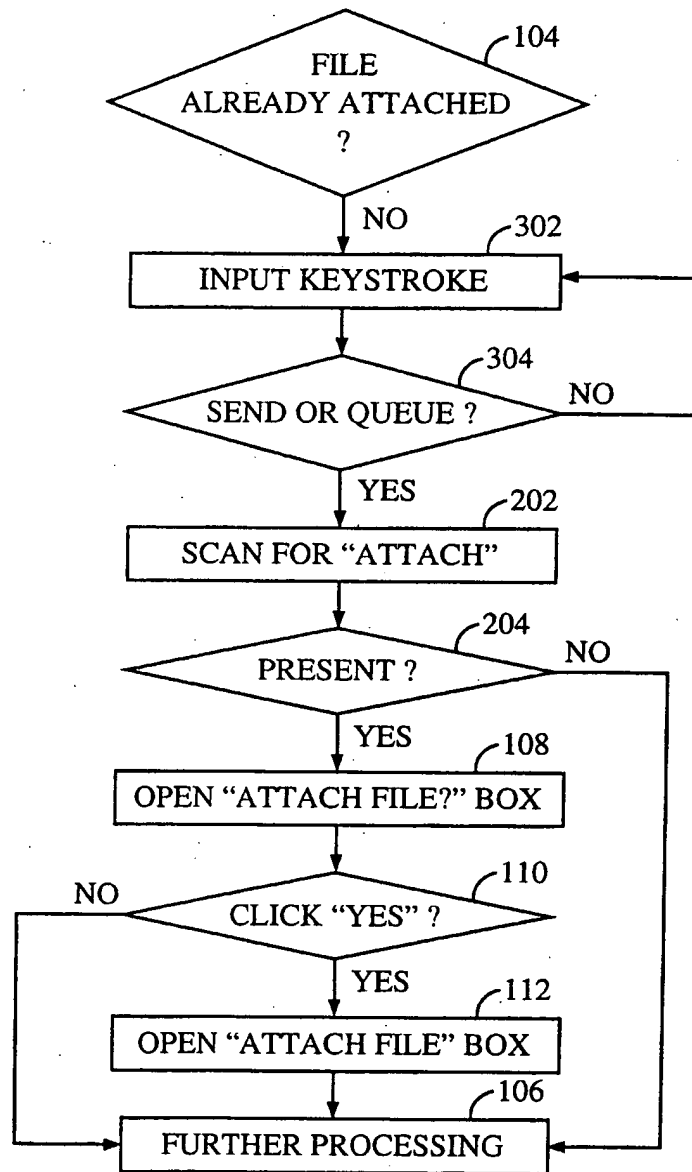 104
FILE
ALREADY ATTACHED
?
NO
302
INPUT KEYSTROKE
304
SEND OR QUEUE ?
NO
YES
202
SCAN FOR “ATTACH”
204
PRESENT ?
NO
YES
108
OPEN “ATTACH FILE?” BOX
110
NO
CLICK “YES” ?
YES
112
OPEN “ATTACH FILE” BOX
106
FURTHER PROCESSING